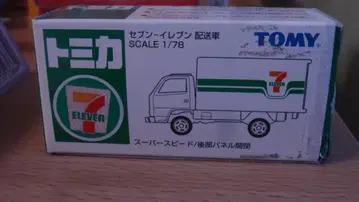 トミカ
セブン-イレブン 配送車
SCALE 1/78
TOMY
7
ELEVEN
7
ELEVEN
スーパースピード/後部パネル開閉